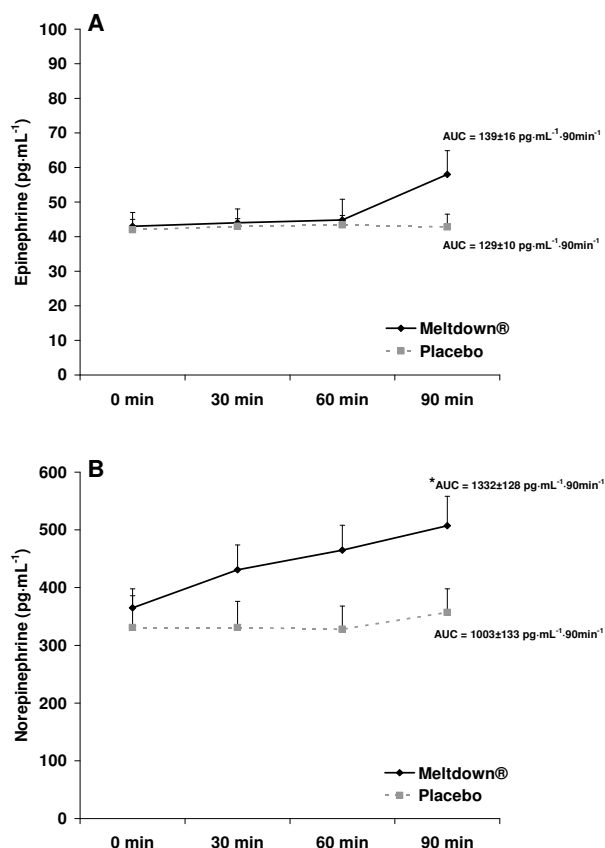 A
100
90
80
70
60
50
40
30
20
10
0
Epinephrine (pg·mL⁻¹)
AUC = 139±16 pg·mL⁻¹·90min⁻¹
AUC = 129±10 pg·mL⁻¹·90min⁻¹
Meltdown®
Placebo
0 min 30 min 60 min 90 min
B
600
500
400
300
200
100
0
Norepinephrine (pg·mL⁻¹)
*AUC = 1332±128 pg·mL⁻¹·90min⁻¹
AUC = 1003±133 pg·mL⁻¹·90min⁻¹
Meltdown®
Placebo
0 min 30 min 60 min 90 min